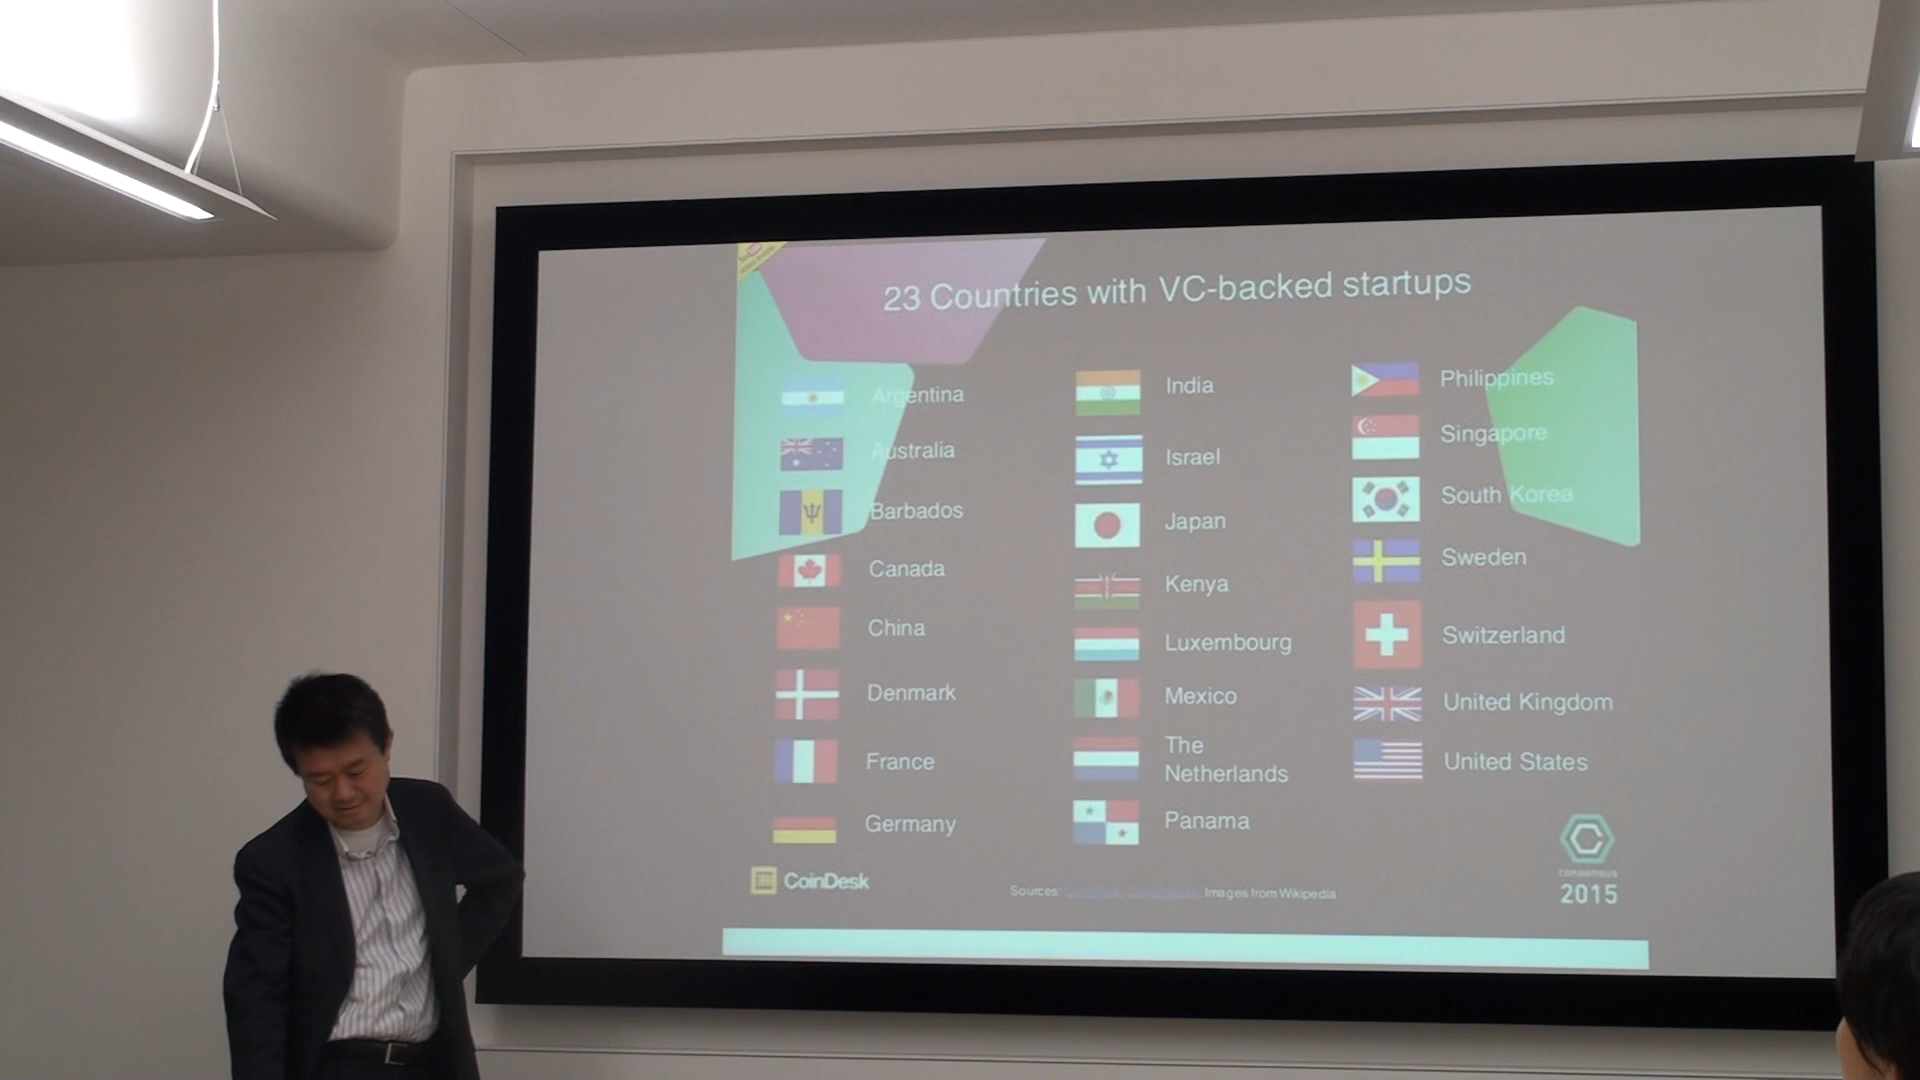 23 Countries with VC-backed startups
Argentina
Australia
Barbados
Canada
China
Denmark
France
Germany
India
Israel
Japan
Kenya
Luxembourg
Mexico
The
Netherlands
Panama
Philippines
Singapore
South Korea
Sweden
Switzerland
United Kingdom
United States
CoinDesk
Sources: Images from Wikipedia
consensus
2015